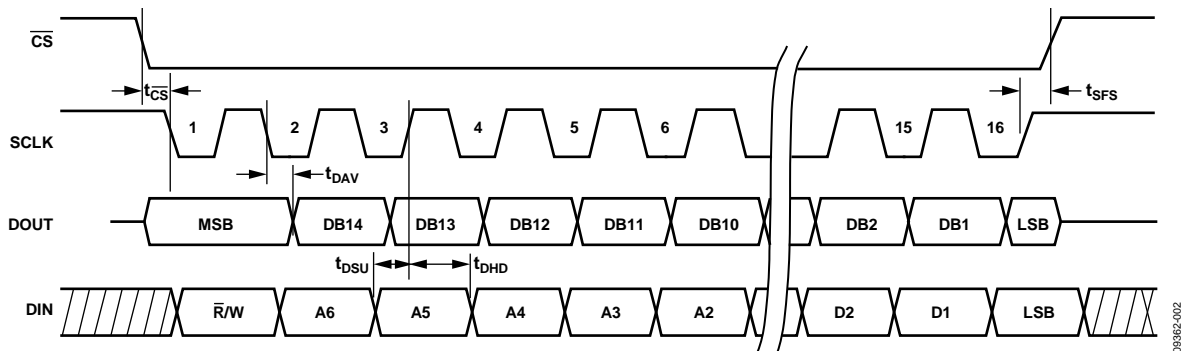 CS
tCS
tSFS
SCLK
1 2 3 4 5 6 15 16
tDAV
DOUT
MSB DB14 DB13 DB12 DB11 DB10 DB2 DB1 LSB
tDSU tDHD
DIN
R/W A6 A5 A4 A3 A2 D2 D1 LSB
09362-002